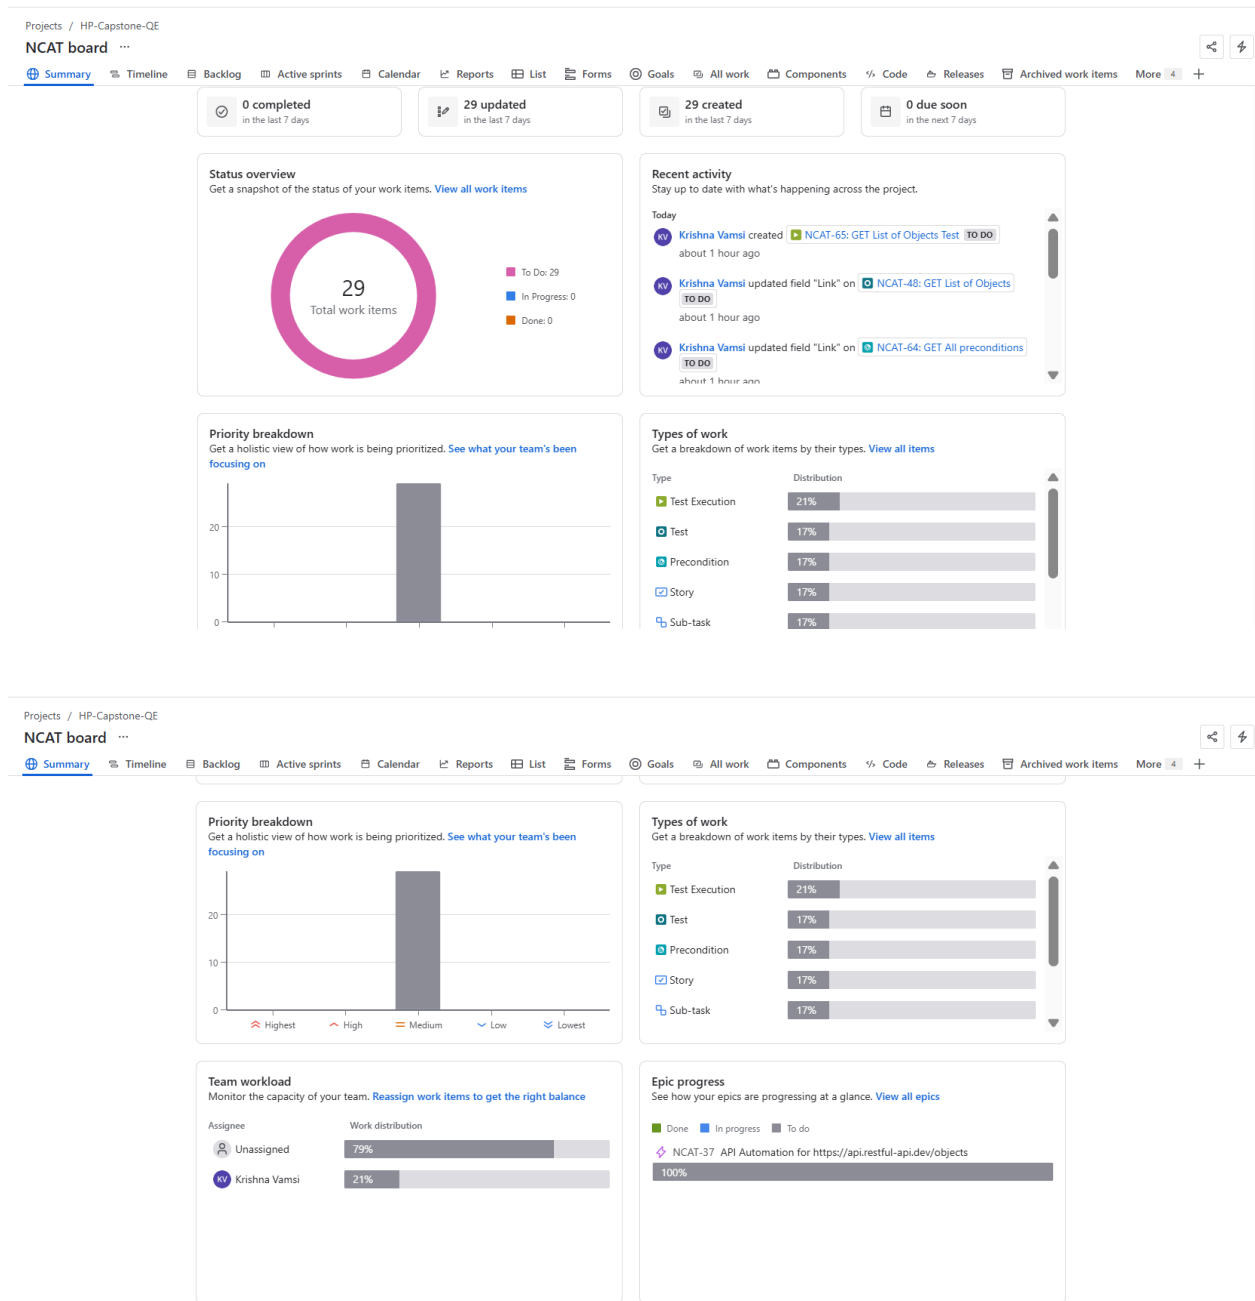 Projects / HP-Capstone-QE
NCAT board ...
Summary Timeline Backlog Active sprints Calendar Reports List Forms Goals All work Components Code Releases Archived work items More 4 +
0 completed
in the last 7 days
29 updated
in the last 7 days
29 created
in the last 7 days
0 due soon
in the next 7 days
Status overview
Get a snapshot of the status of your work items. View all work items
29
Total work items
To Do: 29
In Progress: 0
Done: 0
Recent activity
Stay up to date with what's happening across the project.
Today
KV Krishna Vamsi created NCAT-65: GET List of Objects Test TO DO
about 1 hour ago
KV Krishna Vamsi updated field "Link" on NCAT-48: GET List of Objects
TO DO
about 1 hour ago
KV Krishna Vamsi updated field "Link" on NCAT-64: GET All preconditions
TO DO
about 1 hour ago
Priority breakdown
Get a holistic view of how work is being prioritized. See what your team's been
focusing on
20
10
0
Types of work
Get a breakdown of work items by their types. View all items
Type Distribution
Test Execution 21%
Test 17%
Precondition 17%
Story 17%
Sub-task 17%
Projects / HP-Capstone-QE
NCAT board ...
Summary Timeline Backlog Active sprints Calendar Reports List Forms Goals All work Components Code Releases Archived work items More 4 +
Priority breakdown
Get a holistic view of how work is being prioritized. See what your team's been
focusing on
20
10
0
Highest High Medium Low Lowest
Types of work
Get a breakdown of work items by their types. View all items
Type Distribution
Test Execution 21%
Test 17%
Precondition 17%
Story 17%
Sub-task 17%
Team workload
Monitor the capacity of your team. Reassign work items to get the right balance
Assignee Work distribution
Unassigned 79%
KV Krishna Vamsi 21%
Epic progress
See how your epics are progressing at a glance. View all epics
Done In progress To do
NCAT-37 API Automation for https://api.restful-api.dev/objects
100%